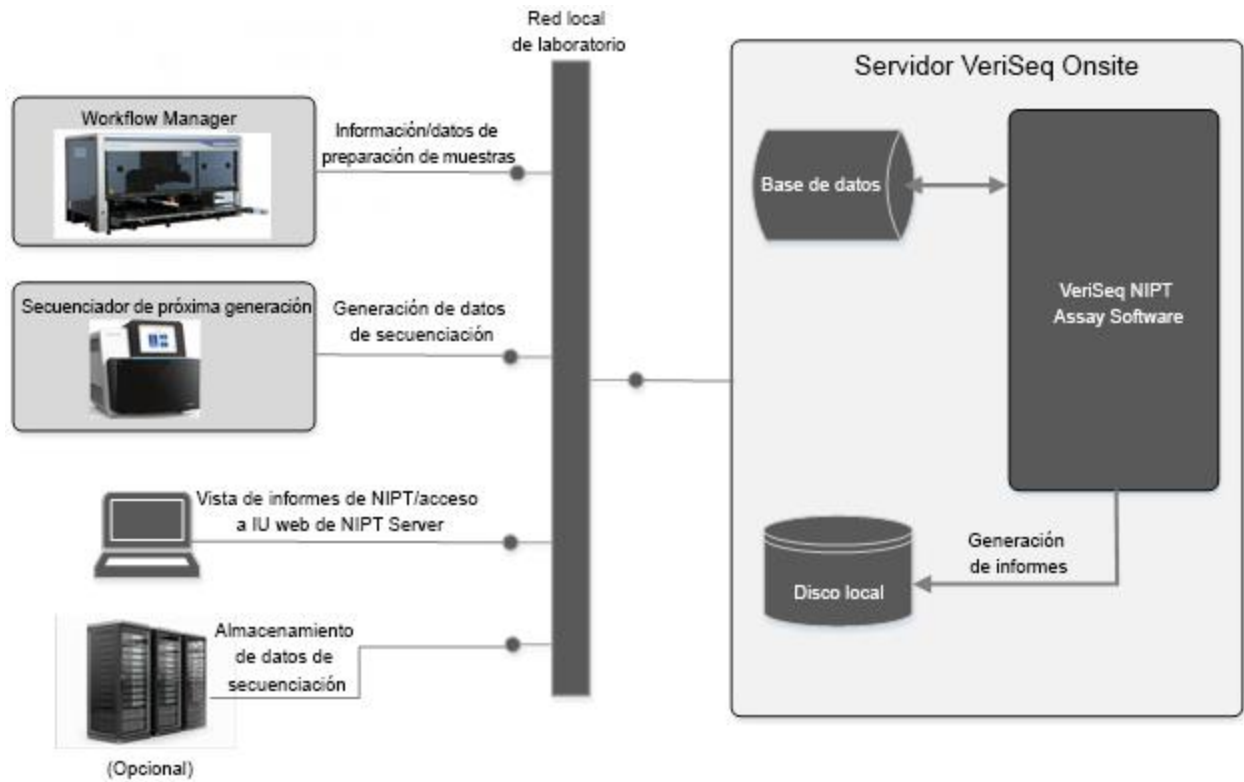 Red local
de laboratorio
Servidor VeriSeq Onsite
Workflow Manager
Información/datos de
preparación de muestras
Base de datos
VeriSeq NIPT
Assay Software
Secuenciador de próxima generación
Generación de datos
de secuenciación
Vista de informes de NIPT/acceso
a IU web de NIPT Server
Generación
de informes
Disco local
Almacenamiento
de datos de
secuenciación
(Opcional)